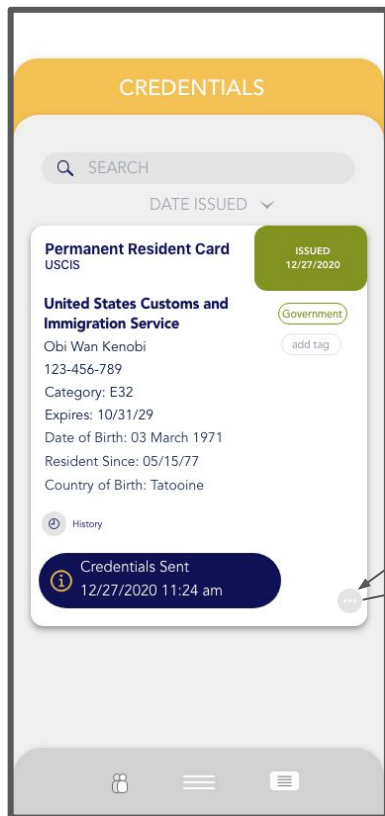 CREDENTIALS
SEARCH
DATE ISSUED
Permanent Resident Card
USCIS
ISSUED
12/27/2020
United States Customs and
Immigration Service
Government
add tag
Obi Wan Kenobi
123-456-789
Category: E32
Expires: 10/31/29
Date of Birth: 03 March 1971
Resident Since: 05/15/77
Country of Birth: Tatooine
History
Credentials Sent
12/27/2020 11:24 am